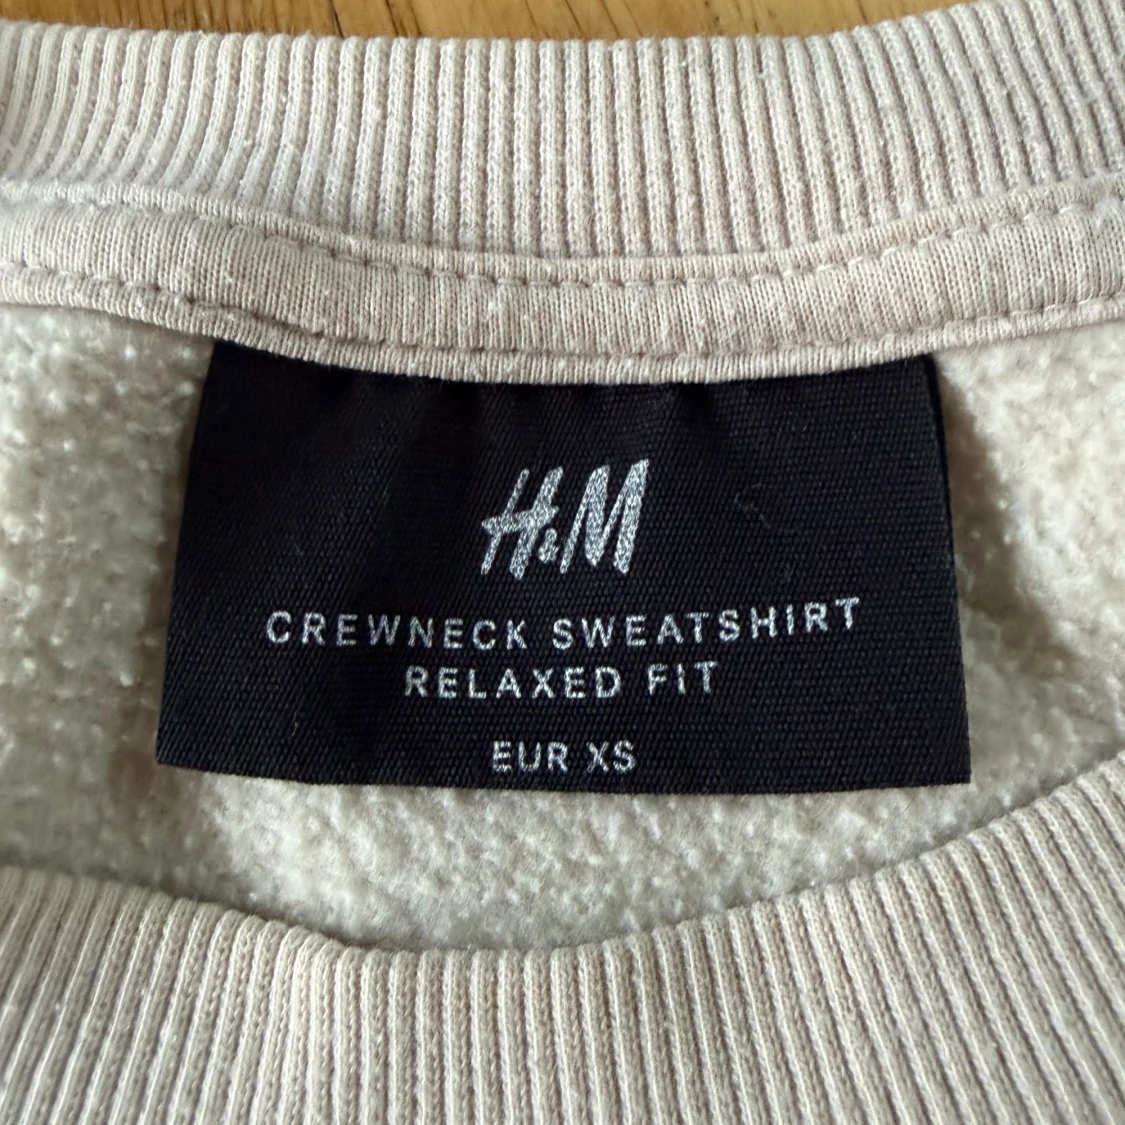 H&M
CREWNECK SWEATSHIRT
RELAXED FIT
EUR XS